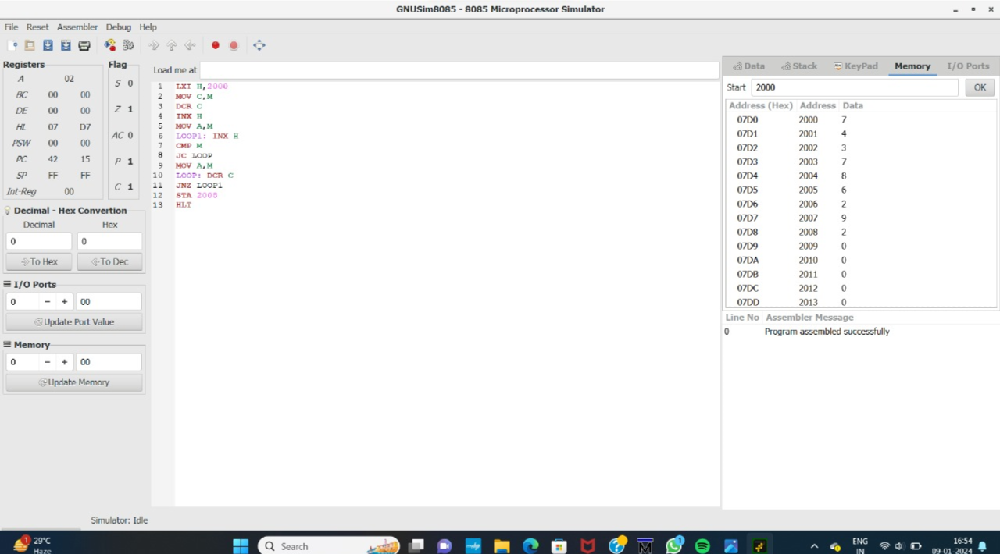 GNUSim8085 - 8085 Microprocessor Simulator
File Reset Assembler Debug Help
Registers Flag
A 02
BC 00 00
DE 00 00
HL 07 D7
PSW 00 00
PC 42 15
SP FF FF
Int-Reg 00
S 0
Z 1
AC 0
P 1
C 1
Decimal - Hex Convertion
Decimal Hex
0 0
To Hex To Dec
I/O Ports
0 - + 00
Update Port Value
Memory
0 - + 00
Update Memory
Load me at
1 LXI H,2000
2 MOV C,M
3 DCR C
4 INX H
5 MOV A,M
6 LOOP1: INX H
7 CMP M
8 JC LOOP
9 MOV A,M
10 LOOP: DCR C
11 JNZ LOOP1
12 STA 2008
13 HLT
Data Stack KeyPad Memory I/O Ports
Start 2000 OK
Address (Hex) Address Data
07D0 2000 7
07D1 2001 4
07D2 2002 3
07D3 2003 7
07D4 2004 8
07D5 2005 6
07D6 2006 2
07D7 2007 9
07D8 2008 2
07D9 2009 0
07DA 2010 0
07DB 2011 0
07DC 2012 0
07DD 2013 0
Line No Assembler Message
0 Program assembled successfully
Simulator: Idle
1
29°C
Haze
Search
1
ENG
IN
16:54
09-01-2024